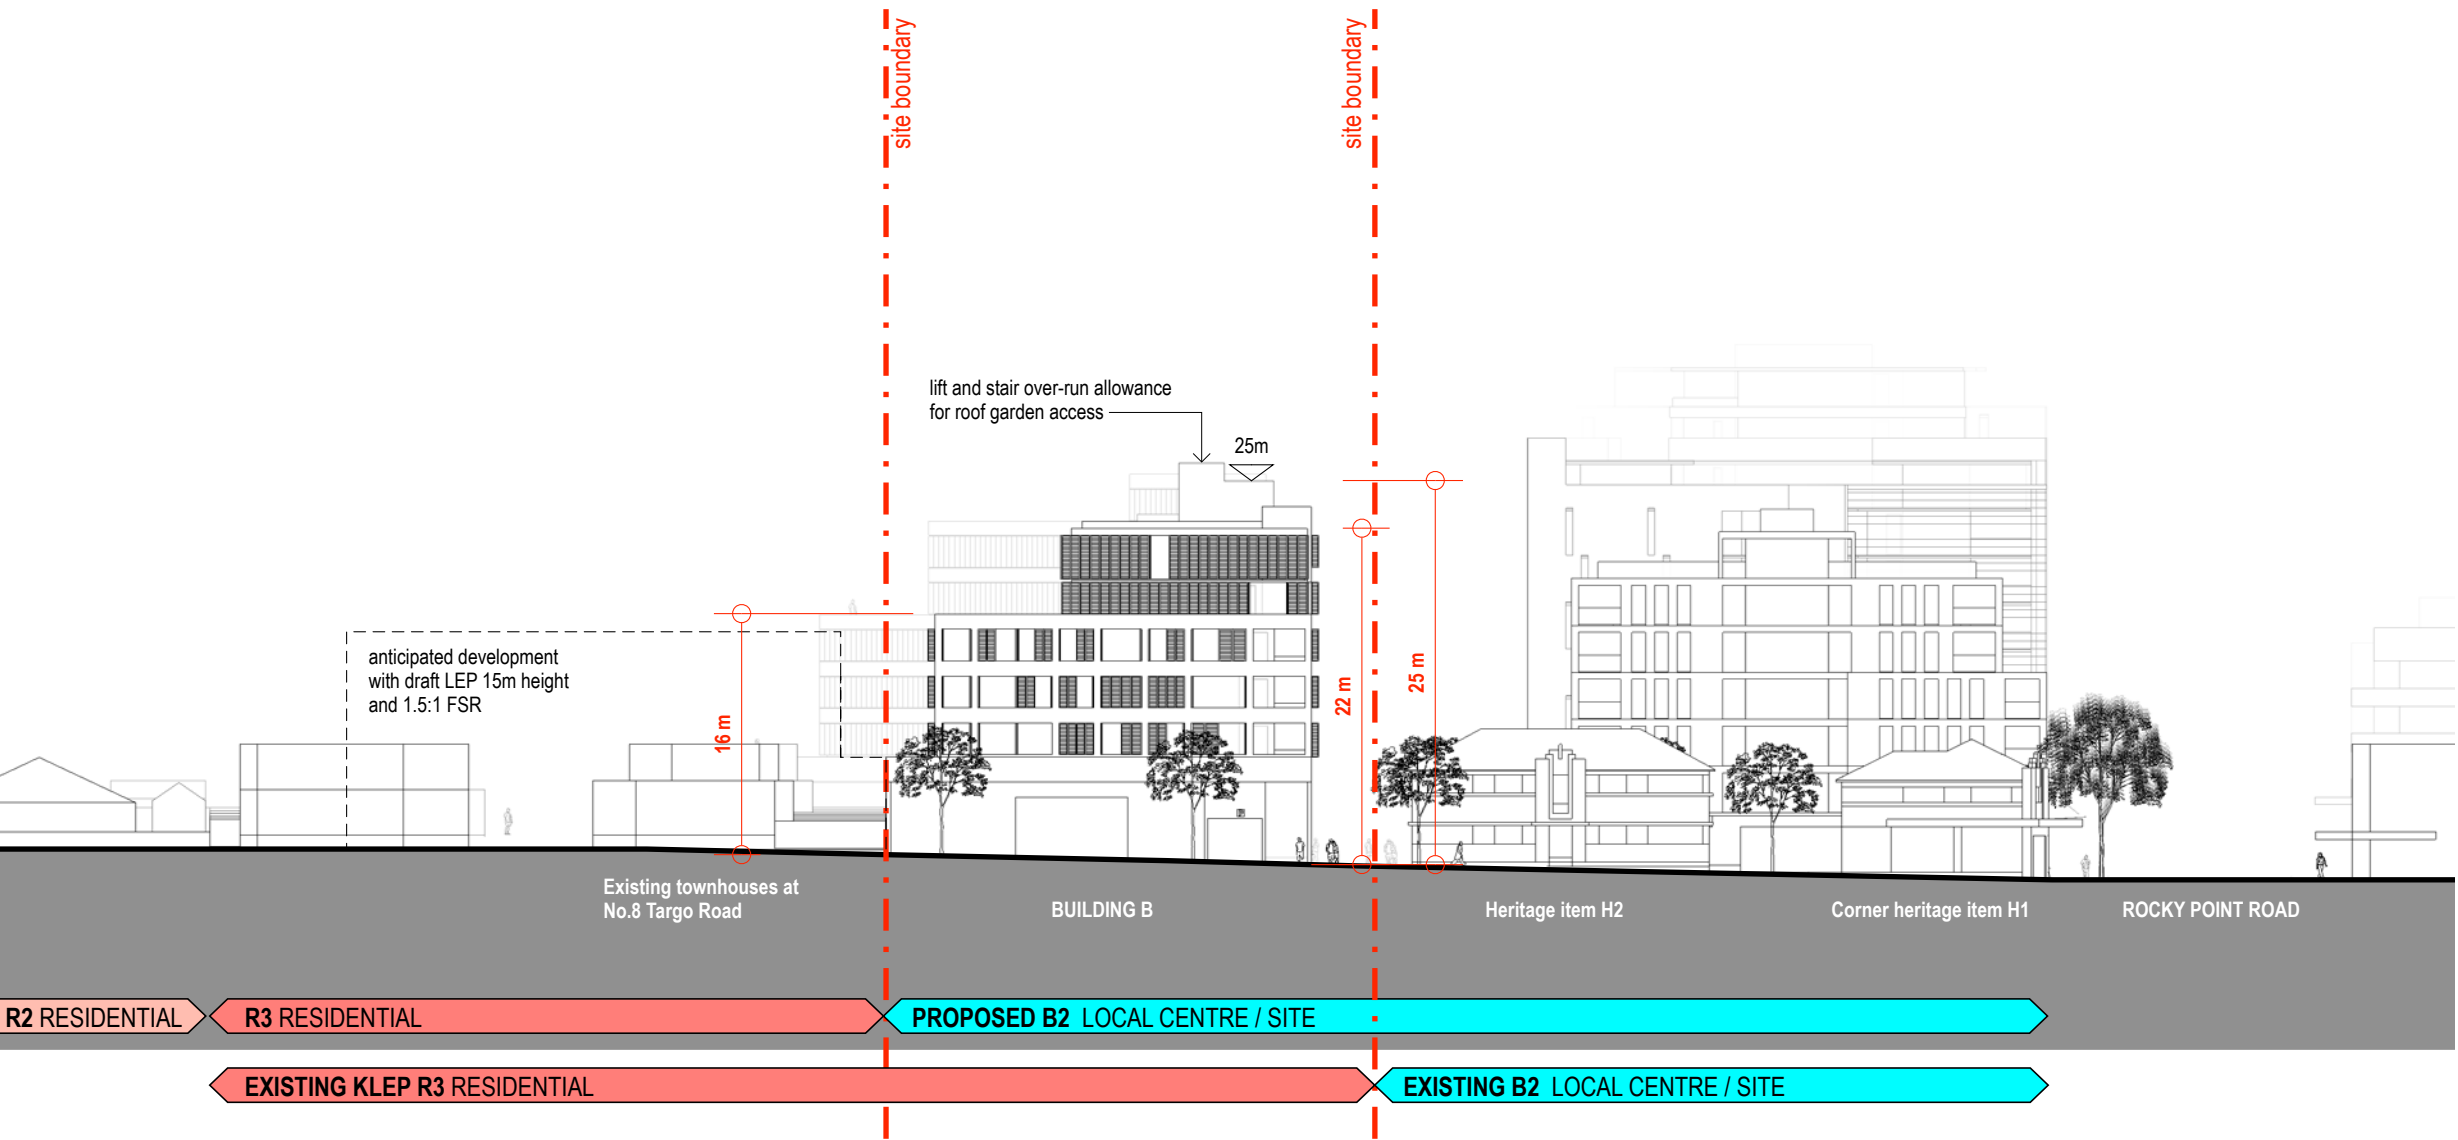 site boundary
site boundary
lift and stair over-run allowance
for roof garden access
25m
anticipated development
with draft LEP 15m height
and 1.5:1 FSR
16 m
22 m
25 m
Existing townhouses at
No.8 Targo Road
BUILDING B
Heritage item H2
Corner heritage item H1
ROCKY POINT ROAD
R2 RESIDENTIAL
R3 RESIDENTIAL
PROPOSED B2 LOCAL CENTRE / SITE
EXISTING KLEP R3 RESIDENTIAL
EXISTING B2 LOCAL CENTRE / SITE